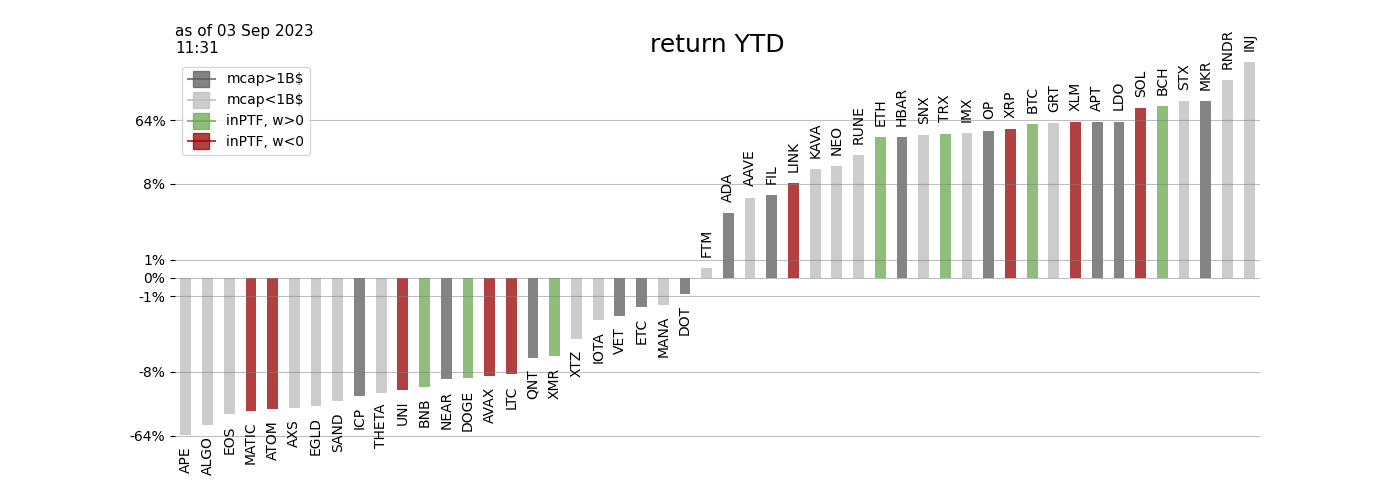 as of 03 Sep 2023
11:31
return YTD
mcap>1B$
mcap<1B$
inPTF, w>0
inPTF, w<0
64%
8%
1%
0%
-1%
-8%
-64%
APE
ALGO
EOS
MATIC
ATOM
AXS
EGLD
SAND
ICP
THETA
UNI
BNB
NEAR
DOGE
AVAX
LTC
QNT
XMR
XTZ
IOTA
VET
ETC
MANA
DOT
FTM
ADA
AAVE
FIL
LINK
KAVA
NEO
RUNE
ETH
HBAR
SNX
TRX
IMX
OP
XRP
BTC
GRT
XLM
APT
LDO
SOL
BCH
STX
MKR
RNDR
INJ